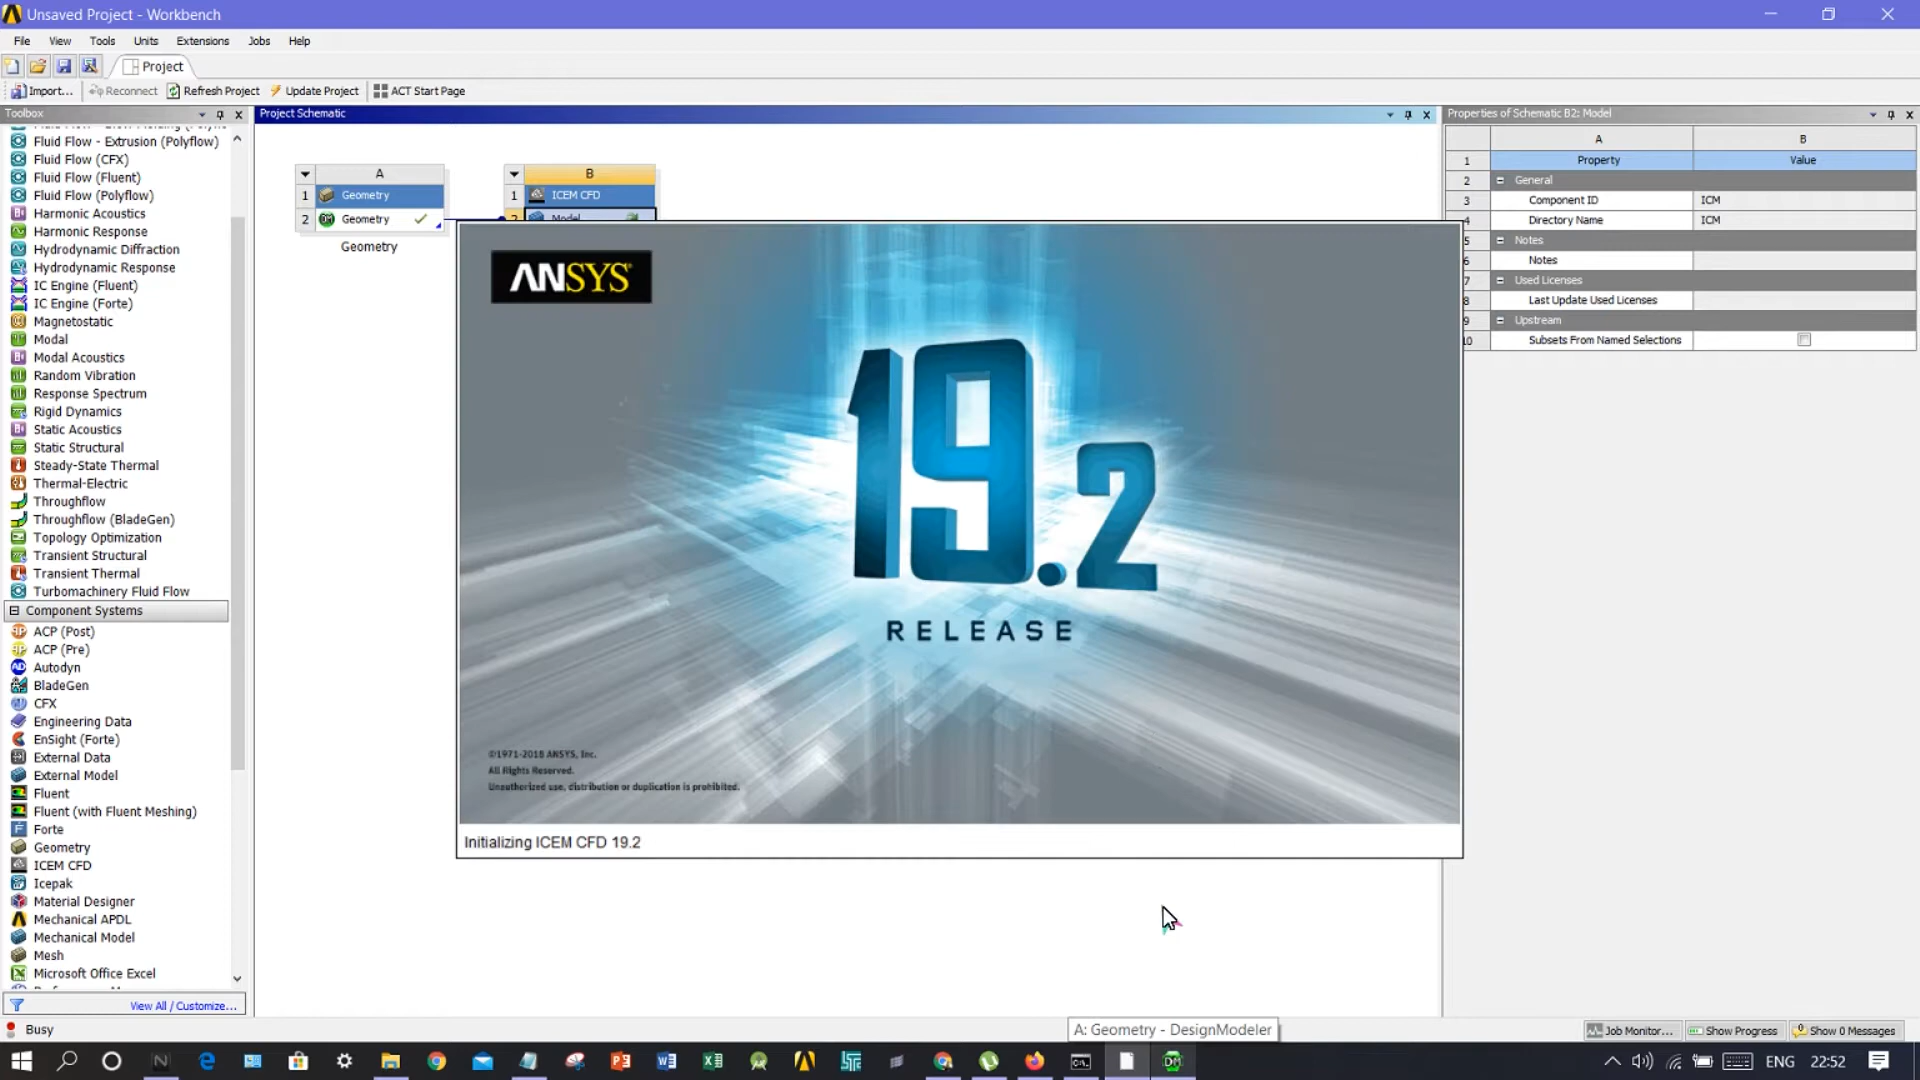 Unsaved Project - Workbench
File View Tools Units Extensions Jobs Help
Project
Import... Reconnect Refresh Project Update Project ACT Start Page
Toolbox
Fluid Flow - Extrusion (Polyflow)
Fluid Flow (CFX)
Fluid Flow (Fluent)
Fluid Flow (Polyflow)
Harmonic Acoustics
Harmonic Response
Hydrodynamic Diffraction
Hydrodynamic Response
IC Engine (Fluent)
IC Engine (Forte)
Magnetostatic
Modal
Modal Acoustics
Random Vibration
Response Spectrum
Rigid Dynamics
Static Acoustics
Static Structural
Steady-State Thermal
Thermal-Electric
Throughflow
Throughflow (BladeGen)
Topology Optimization
Transient Structural
Transient Thermal
Turbomachinery Fluid Flow
Component Systems
ACP (Post)
ACP (Pre)
Autodyn
BladeGen
CFX
Engineering Data
EnSight (Forte)
External Data
External Model
Fluent
Fluent (with Fluent Meshing)
Forte
Geometry
ICEM CFD
Icepak
Material Designer
Mechanical APDL
Mechanical Model
Mesh
Microsoft Office Excel
View All / Customize...
Project Schematic
A
1 Geometry
2 Geometry
Geometry
B
1 ICEM CFD
2 Model
ANSYS
19.2
RELEASE
©1971-2018 ANSYS, Inc.
All Rights Reserved.
Unauthorized use, distribution or duplication is prohibited.
Initializing ICEM CFD 19.2
Properties of Schematic B2: Model
A B
1 Property Value
2 General
3 Component ID ICM
4 Directory Name ICM
5 Notes
6 Notes
7 Used Licenses
8 Last Update Used Licenses
9 Upstream
10 Subsets From Named Selections
Busy
A: Geometry - DesignModeler
Job Monitor... Show Progress Show 0 Messages
ENG 22:52